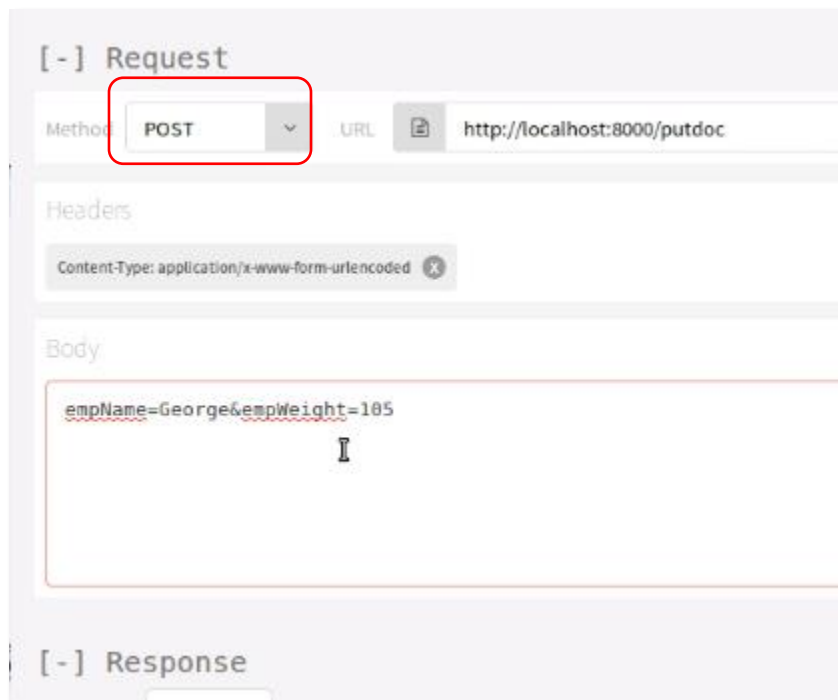 [-] Request
Method POST URL http://localhost:8000/putdoc
Headers
Content-Type: application/x-www-form-urlencoded
Body
empName=George&empWeight=105
[-] Response